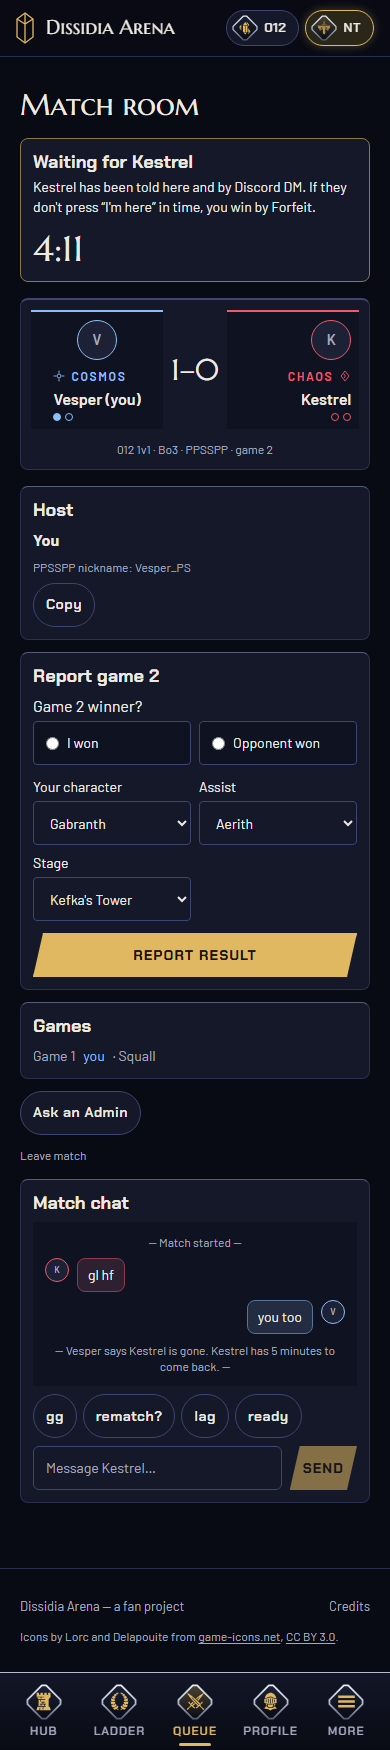 Dissidia Arena
012
NT
Match room
Waiting for Kestrel
Kestrel has been told here and by Discord DM. If they
don't press “I'm here” in time, you win by Forfeit.
4:11
V
K
COSMOS
CHAOS
1–0
Vesper (you)
Kestrel
012 1v1 · Bo3 · PPSSPP · game 2
Host
You
PPSSPP nickname: Vesper_PS
Copy
Report game 2
Game 2 winner?
I won
Opponent won
Your character
Assist
Gabranth
Aerith
Stage
Kefka's Tower
REPORT RESULT
Games
Game 1 you · Squall
Ask an Admin
Leave match
Match chat
— Match started —
K
gl hf
you too
V
— Vesper says Kestrel is gone. Kestrel has 5 minutes to
come back. —
gg
rematch?
lag
ready
Message Kestrel...
SEND
Dissidia Arena — a fan project
Credits
Icons by Lorc and Delapouite from game-icons.net, CC BY 3.0.
HUB
LADDER
QUEUE
PROFILE
MORE